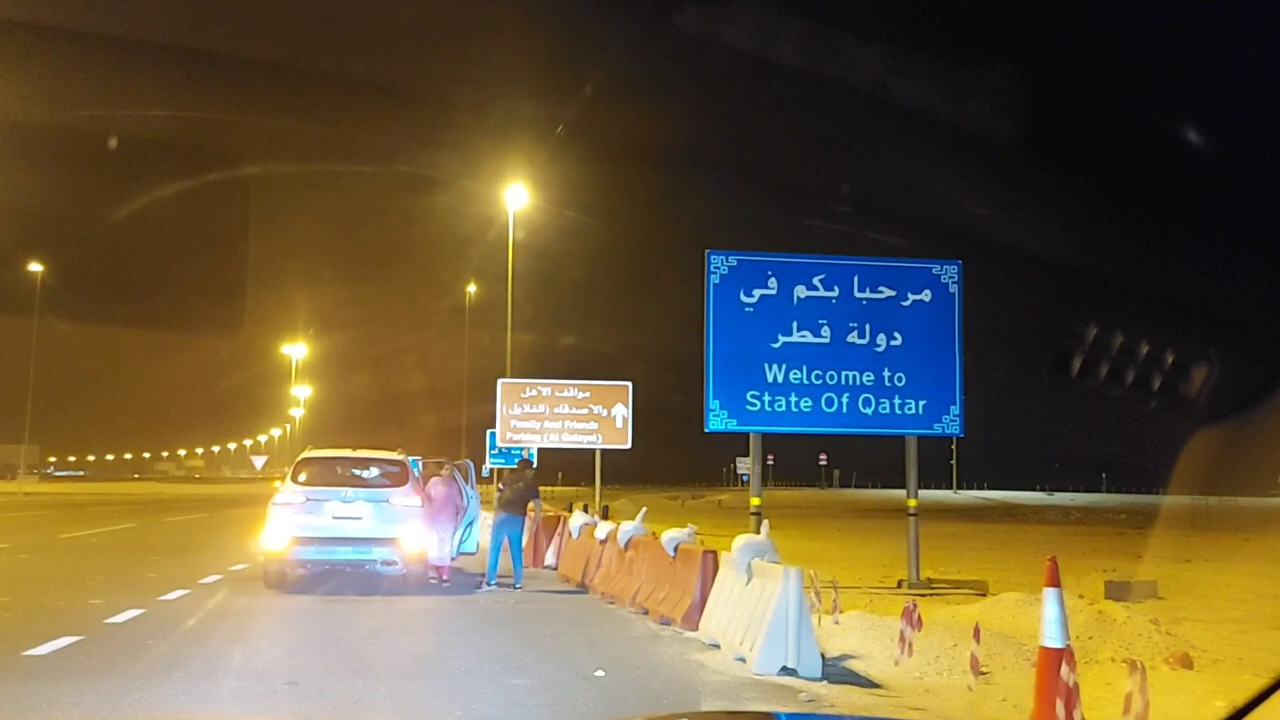 مرحبا بكم في
دولة قطر
Welcome to
State Of Qatar
مواقف الأهل
والأصدقاء (القلايل)
Family And Friends
Parking (Al Galayel)